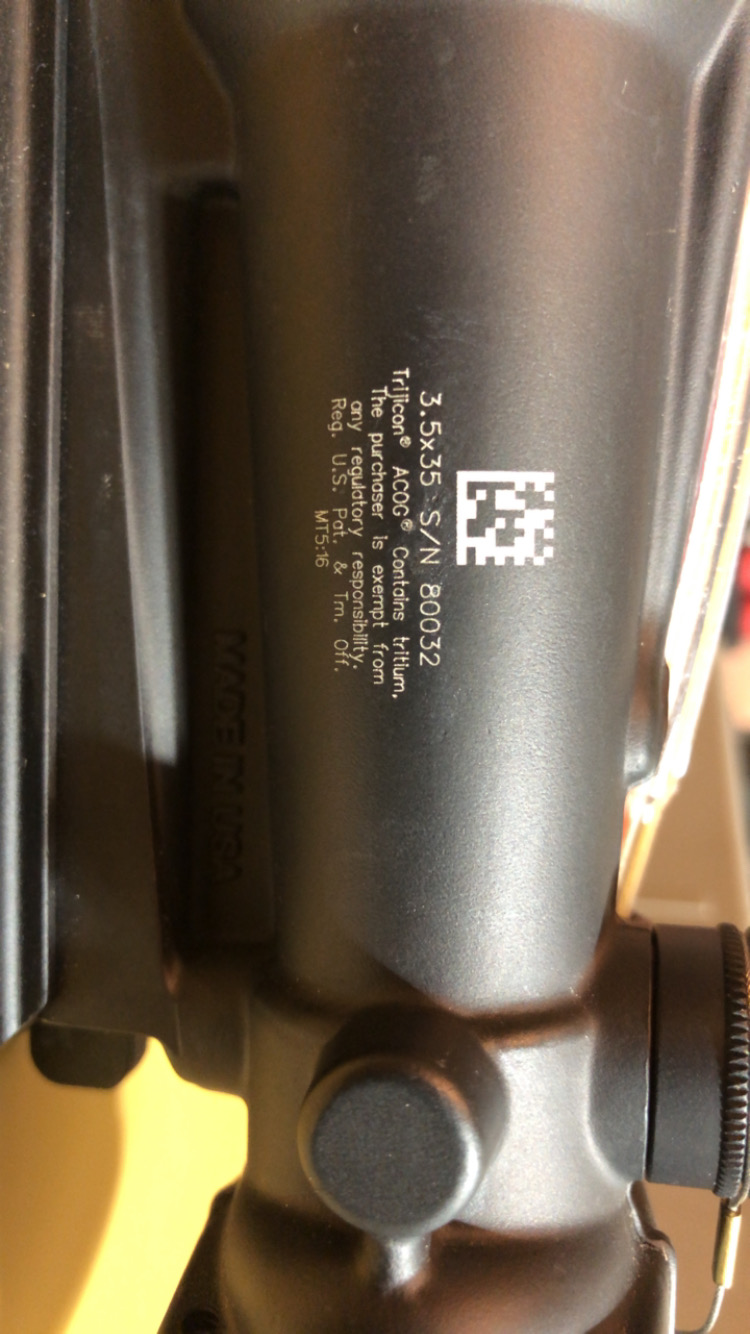 3.5x35 S/N 80032
Trijicon® ACOG® Contains tritium,
The purchaser is exempt from
any regulatory responsibility.
Reg. U.S. Pat. & Tm. Off.
MT5:16
MADE IN USA